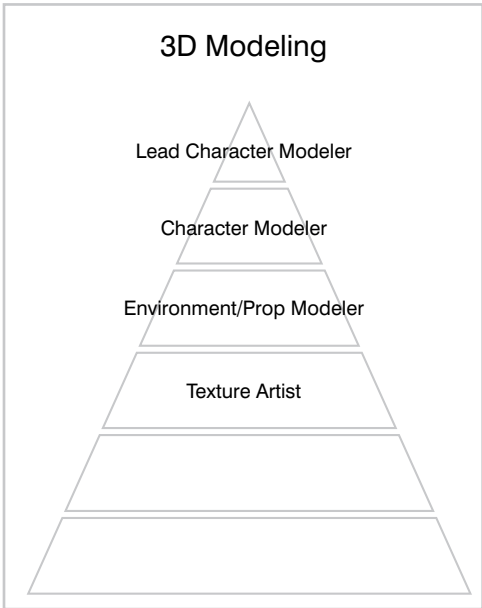 3D Modeling
Lead Character Modeler
Character Modeler
Environment/Prop Modeler
Texture Artist